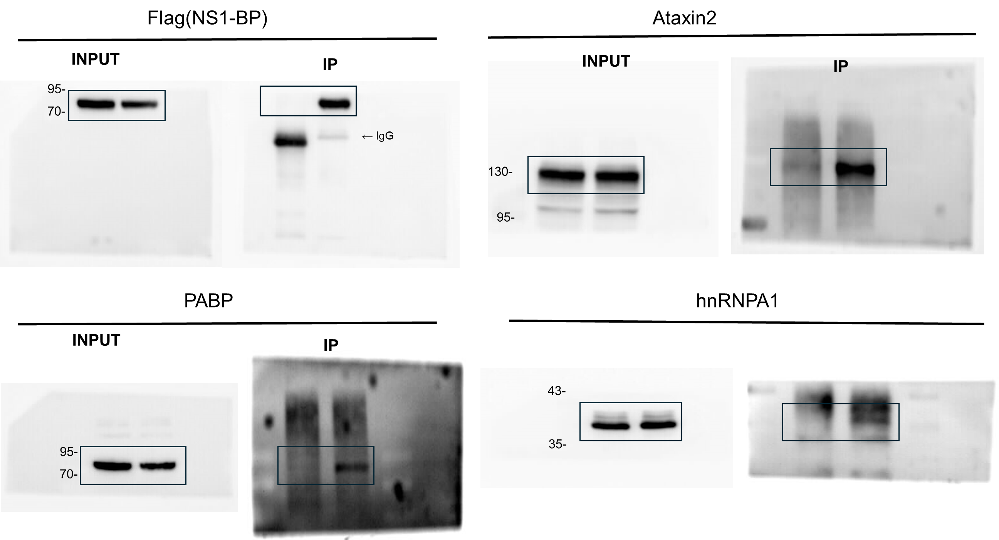 Flag(NS1-BP)
INPUT
IP
95-
70-
← IgG
Ataxin2
INPUT
IP
130-
95-
PABP
INPUT
IP
95-
70-
hnRNPA1
43-
35-